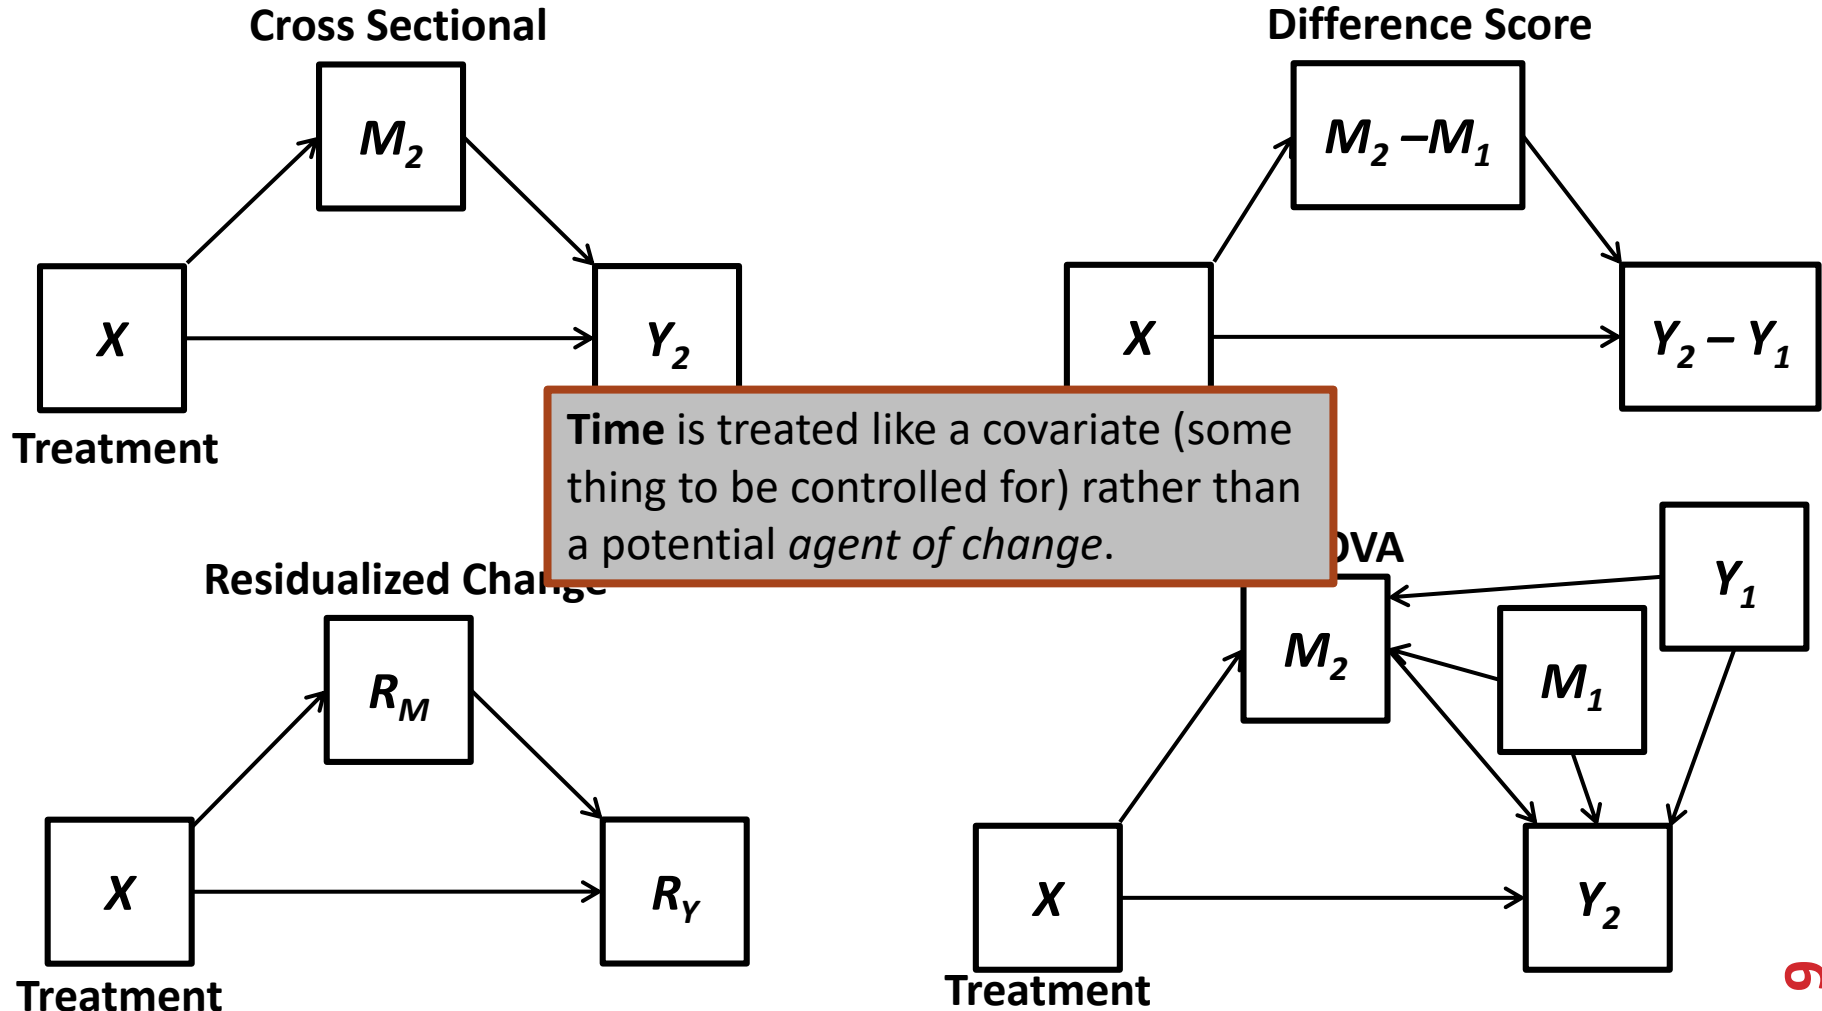 Cross Sectional
M2
X
Y2
Treatment
Difference Score
M2 –M1
X
Y2 – Y1
Time is treated like a covariate (some
thing to be controlled for) rather than
a potential agent of change.
Residualized Change
RM
X
RY
Treatment
OVA
Y1
M2
M1
X
Y2
Treatment
9